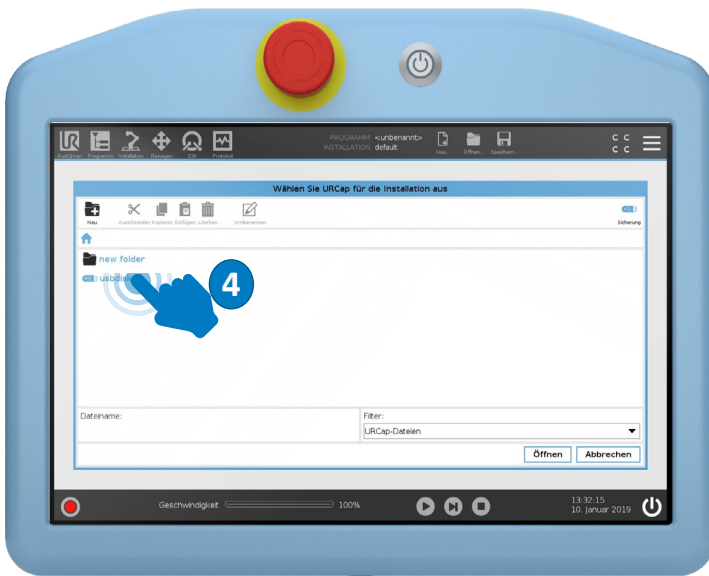 PROGRAMM <unbenannt>
INSTALLATION default
Ausführen Programm Installation Bewegen E/A Protokoll
Neu... Öffnen... Speichern...
C C
C C
Wählen Sie URCap für die Installation aus
Neu Ausschneiden Kopieren Einfügen Löschen Umbenennen Sicherung
new folder
usbdis
4
Dateiname:
Filter:
URCap-Dateien
Öffnen Abbrechen
Geschwindigkeit 100%
13:32:15
10. Januar 2019